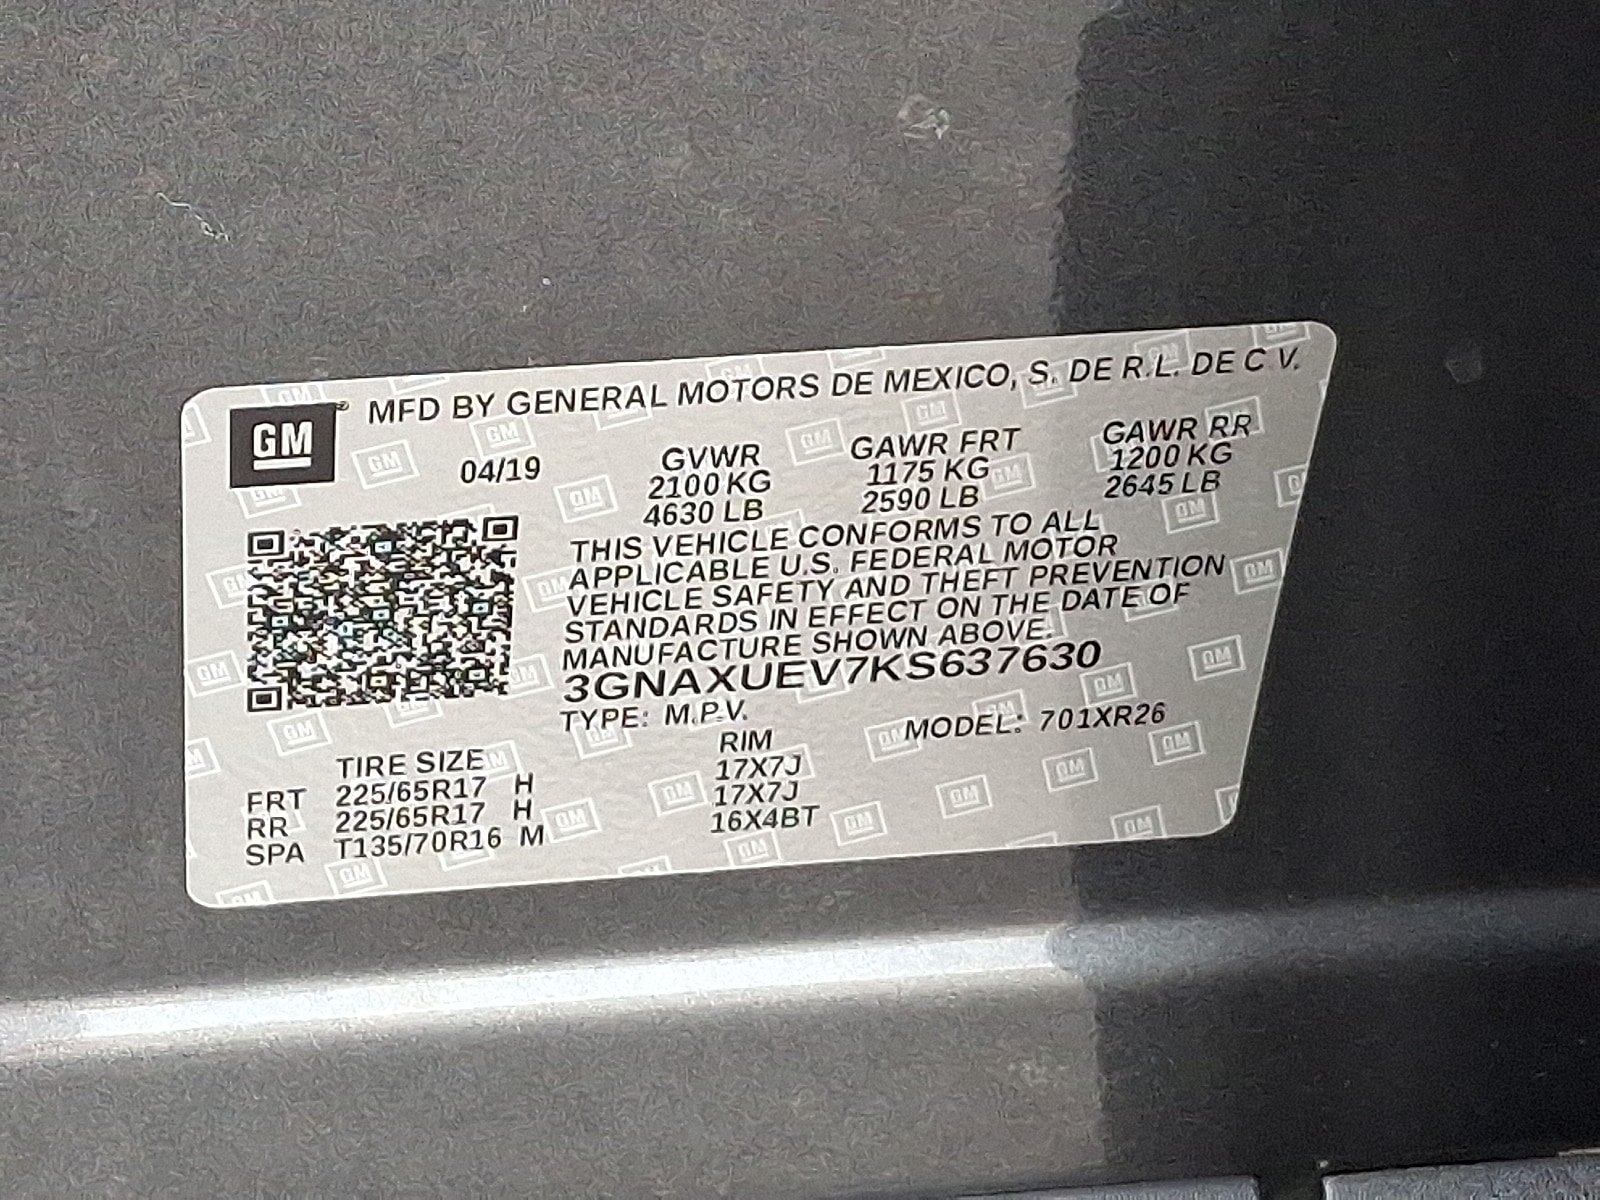 GM MFD BY GENERAL MOTORS DE MEXICO, S. DE R.L. DE C V.
04/19 GVWR GAWR FRT GAWR RR
2100 KG 1175 KG 1200 KG
4630 LB 2590 LB 2645 LB
THIS VEHICLE CONFORMS TO ALL
APPLICABLE U.S. FEDERAL MOTOR
VEHICLE SAFETY AND THEFT PREVENTION
STANDARDS IN EFFECT ON THE DATE OF
MANUFACTURE SHOWN ABOVE.
3GNAXUEV7KS637630
TYPE: M.P.V. MODEL: 701XR26
TIRE SIZE RIM
FRT 225/65R17 H 17X7J
RR 225/65R17 H 17X7J
SPA T135/70R16 M 16X4BT